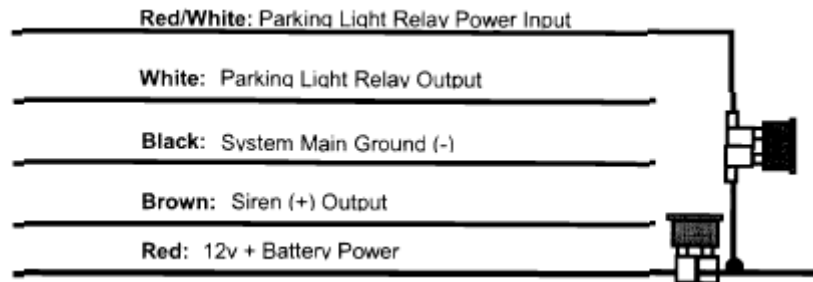 Red/White: Parking Light Relay Power Input
White: Parking Light Relay Output
Black: System Main Ground (-)
Brown: Siren (+) Output
Red: 12v + Battery Power